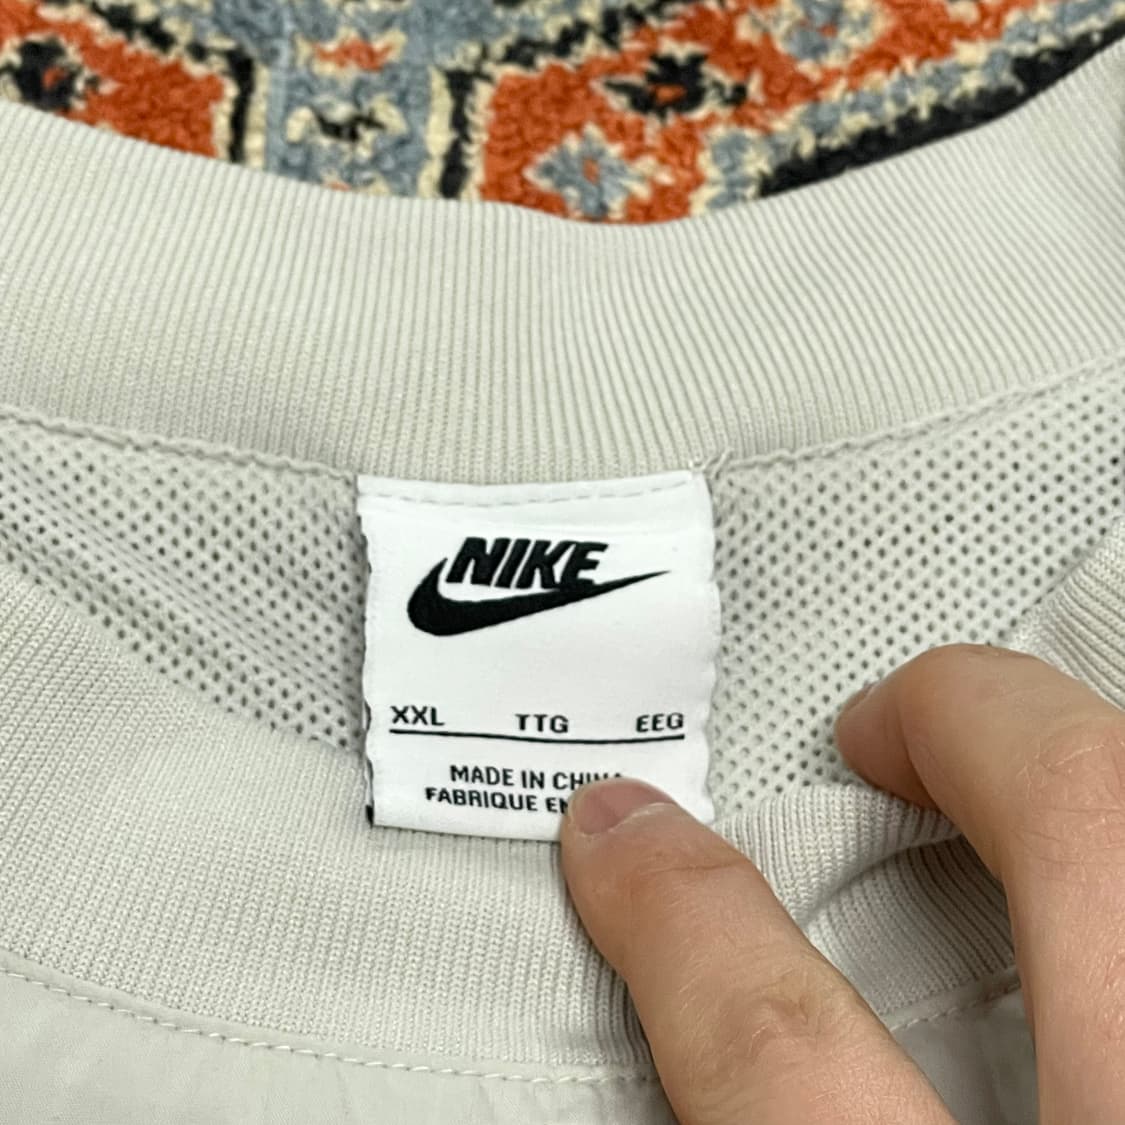 NIKE
XXL TTG EEG
MADE IN CHINA
FABRIQUE EN